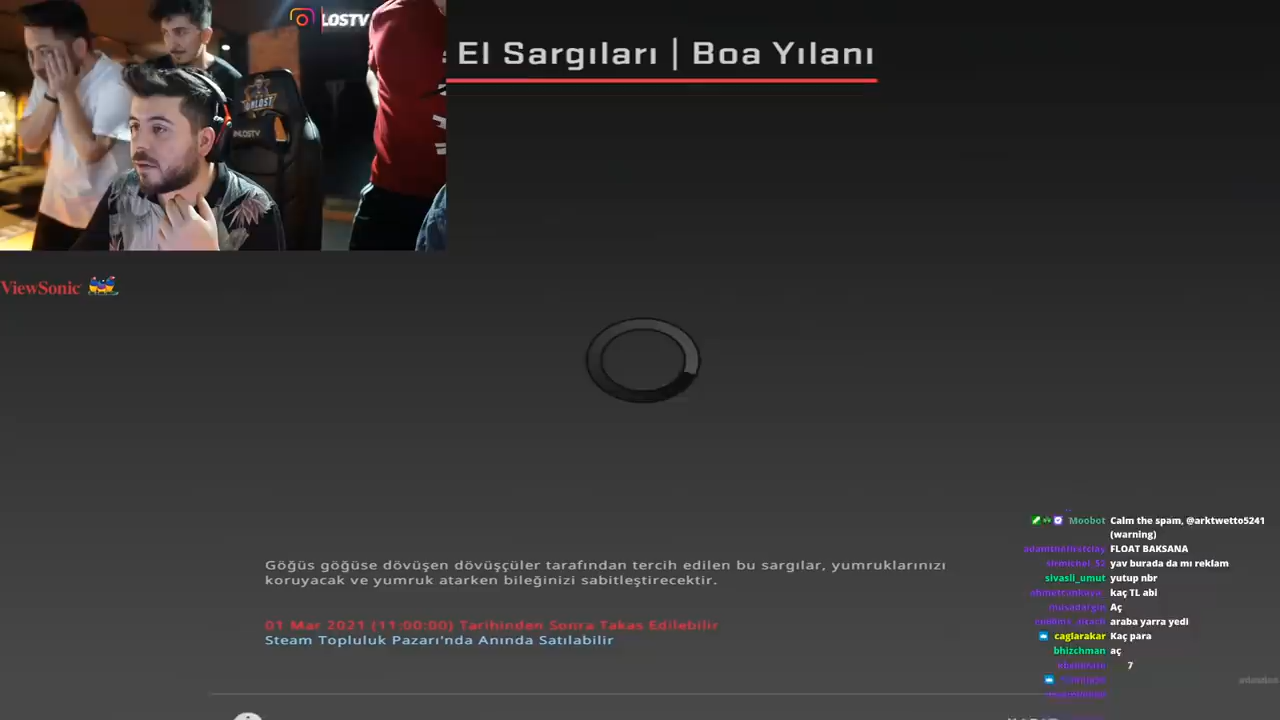 LOSTV
El Sargıları | Boa Yılanı
ViewSonic
Göğüs göğüse dövüşen dövüşçüler tarafından tercih edilen bu sargılar, yumruklarınızı
koruyacak ve yumruk atarken bileğinizi sabitleştirecektir.
01 Mar 2021 (11:00:00) Tarihinden Sonra Takas Edilebilir
Steam Topluluk Pazarı'nda Anında Satılabilir
Moobot Calm the spam, @arktwetto5241
(warning)
FLOAT BAKSANA
yav burada da mı reklam
sivasli_umut yutup nbr
kaç TL abi
Aç
araba yarra yedi
caglarakar Kaç para
bhizchman aç
7